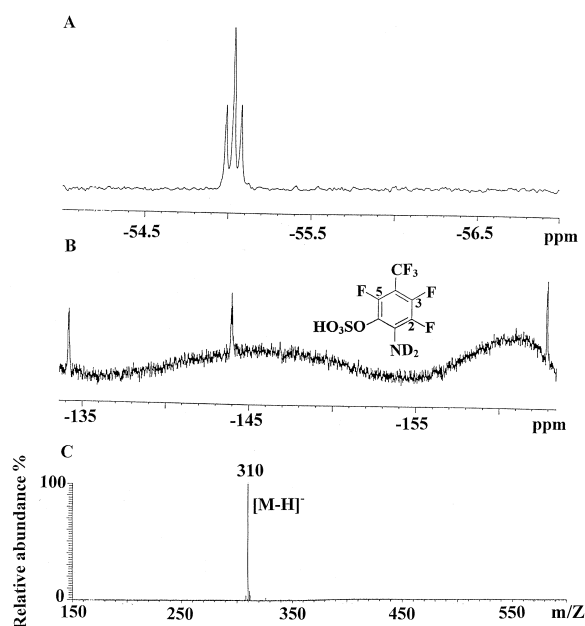 A
-54.5 -55.5 -56.5 ppm
B
CF3
F 5 3 F
HO3SO 2 F
ND2
-135 -145 -155 ppm
C
310
100
[M-H]-
0
Relative abundance %
150 250 350 450 550 m/Z